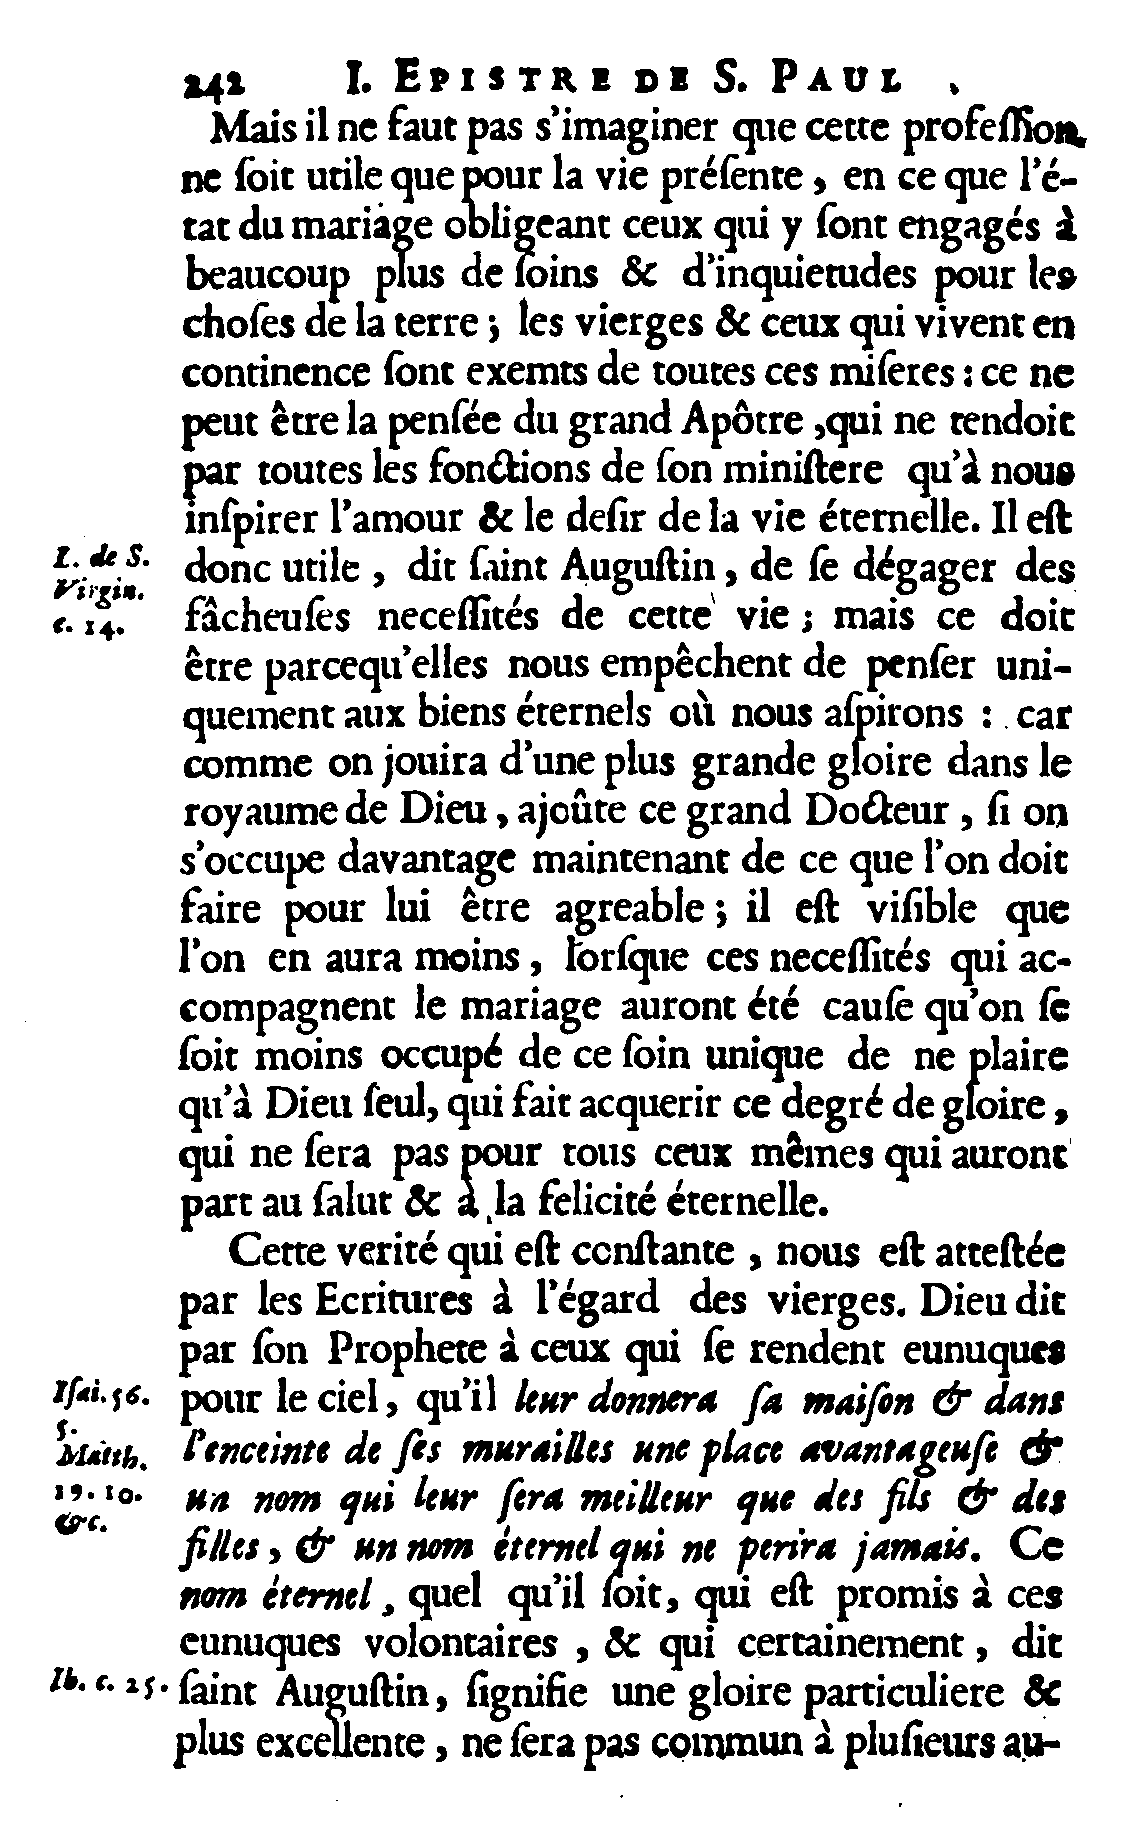 242 I. EPISTRE DE S. PAUL
Mais il ne faut pas s'imaginer que cette profeſſion
ne ſoit utile que pour la vie préſente, en ce que l'é-
tat du mariage obligeant ceux qui y ſont engagés à
beaucoup plus de ſoins & d'inquietudes pour les
choſes de la terre; les vierges & ceux qui vivent en
continence ſont exemts de toutes ces miſeres: ce ne
peut être la penſée du grand Apôtre, qui ne tendoit
par toutes les fonctions de ſon miniſtere qu'à nous
inſpirer l'amour & le deſir de la vie éternelle. Il eſt
l. de S.
Virgin.
c. 14.
donc utile, dit ſaint Auguſtin, de ſe dégager des
fâcheuſes neceſſités de cette vie; mais ce doit
être parcequ'elles nous empêchent de penſer uni-
quement aux biens éternels où nous aſpirons: car
comme on jouira d'une plus grande gloire dans le
royaume de Dieu, ajoûte ce grand Docteur, ſi on
s'occupe davantage maintenant de ce que l'on doit
faire pour lui être agreable; il eſt viſible que
l'on en aura moins, lorſque ces neceſſités qui ac-
compagnent le mariage auront été cauſe qu'on ſe
ſoit moins occupé de ce ſoin unique de ne plaire
qu'à Dieu ſeul, qui fait acquerir ce degré de gloire,
qui ne ſera pas pour tous ceux mêmes qui auront
part au ſalut & à la felicité éternelle.
Cette verité qui eſt conſtante, nous eſt atteſtée
par les Ecritures à l'égard des vierges. Dieu dit
par ſon Prophete à ceux qui ſe rendent eunuques
Iſai. 56.
5.
Matth.
19. 10.
&c.
pour le ciel, qu'il leur donnera ſa maiſon & dans
l'enceinte de ſes murailles une place avantageuſe &
un nom qui leur ſera meilleur que des fils & des
filles, & un nom éternel qui ne perira jamais. Ce
nom éternel, quel qu'il ſoit, qui eſt promis à ces
eunuques volontaires, & qui certainement, dit
Ib. c. 25.
ſaint Auguſtin, ſignifie une gloire particuliere &
plus excellente, ne ſera pas commun à pluſieurs au-